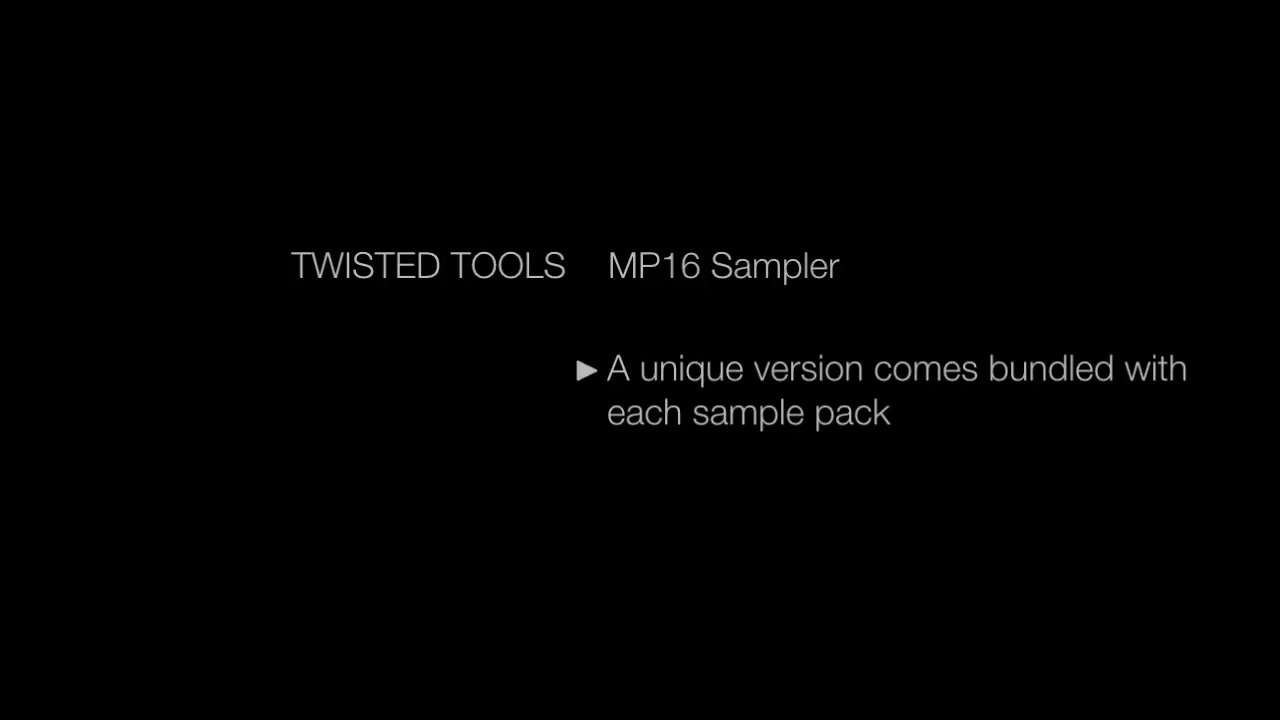 TWISTED TOOLS MP16 Sampler
► A unique version comes bundled with
each sample pack